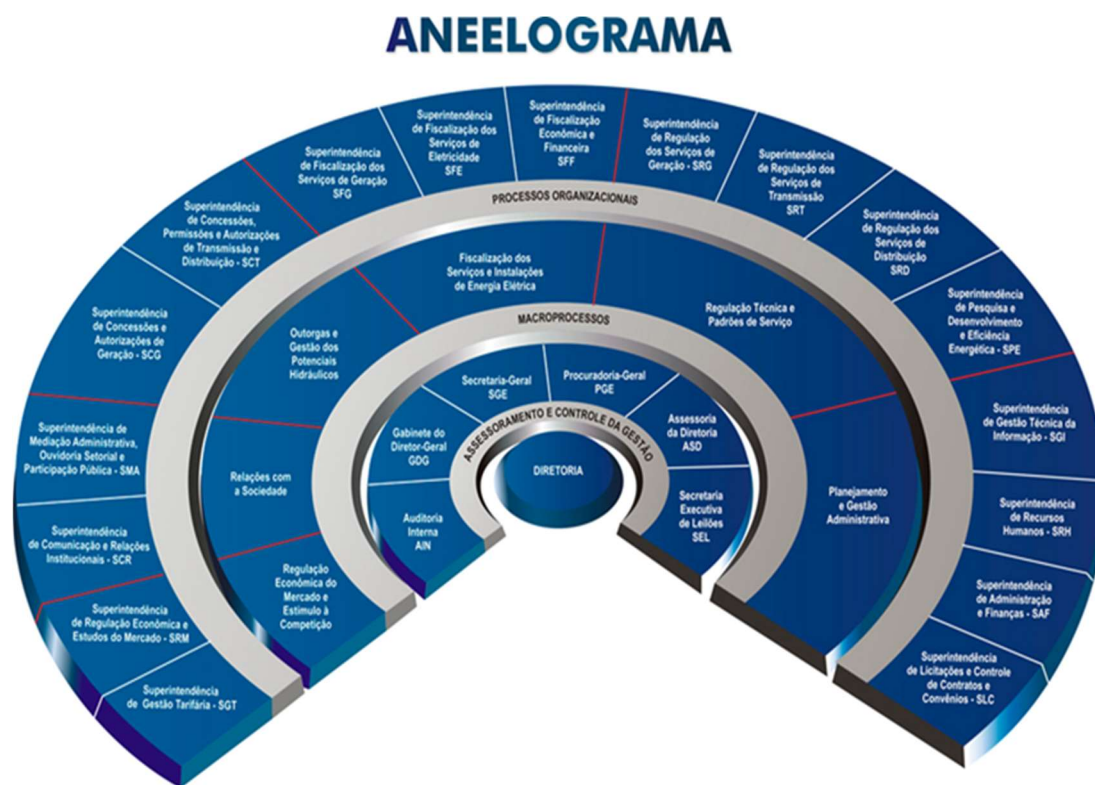 ANEELOGRAMA
Superintendência
de Gestão Tarifária - SGT
Superintendência
de Regulação Econômica e
Estudos do Mercado - SRM
Superintendência
de Comunicação e Relações
Institucionais - SCR
Superintendência de
Mediação Administrativa,
Ouvidoria Setorial e
Participação Pública - SMA
Superintendência
de Concessões e
Autorizações de
Geração - SCG
Superintendência
de Concessões,
Permissões e Autorizações
de Transmissão e
Distribuição - SCT
Superintendência
de Fiscalização dos
Serviços de Geração
SFG
Superintendência
de Fiscalização dos
Serviços de
Eletricidade
SFE
Superintendência
de Fiscalização
Econômica e
Financeira
SFF
Superintendência
de Regulação
dos Serviços de
Geração - SRG
Superintendência
de Regulação dos
Serviços de
Transmissão
SRT
Superintendência
de Regulação dos
Serviços de
Distribuição
SRD
Superintendência
de Pesquisa e
Desenvolvimento
e Eficiência
Energética - SPE
Superintendência
de Gestão Técnica da
Informação - SGI
Superintendência
de Recursos
Humanos - SRH
Superintendência
de Administração
e Finanças - SAF
Superintendência
de Licitações e Controle
de Contratos e
Convênios - SLC
PROCESSOS ORGANIZACIONAIS
Regulação
Econômica do
Mercado e
Estímulo à
Competição
Relações com
a Sociedade
Outorgas e
Gestão dos
Potenciais
Hidráulicos
Fiscalização dos
Serviços e Instalações
de Energia Elétrica
Regulação Técnica e
Padrões de Serviço
Planejamento
e Gestão
Administrativa
MACROPROCESSOS
Auditoria
Interna
AIN
Gabinete do
Diretor-Geral
GDG
Secretaria-Geral
SGE
Procuradoria-Geral
PGE
Assessoria
da Diretoria
ASD
Secretaria
Executiva
de Leilões
SEL
ASSESSORAMENTO E CONTROLE DA GESTÃO
DIRETORIA